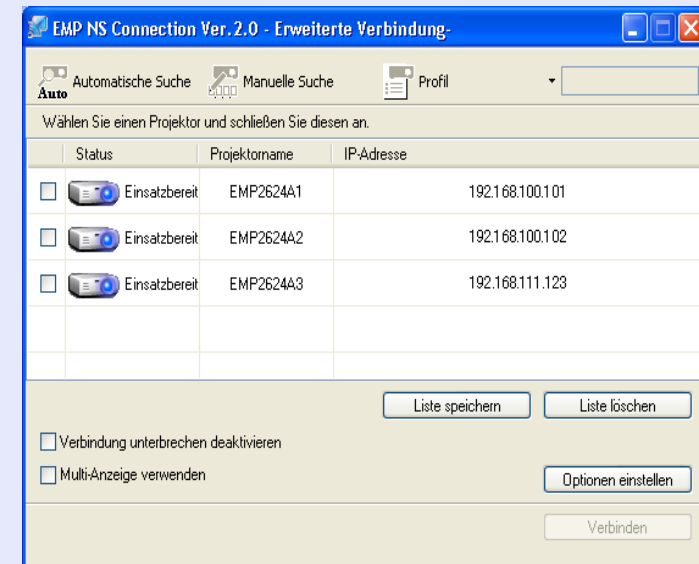 EMP NS Connection Ver. 2.0 - Erweiterte Verbindung-
Auto Automatische Suche Manuelle Suche Profil
Wählen Sie einen Projektor und schließen Sie diesen an.
Status Projektorname IP-Adresse
Einsatzbereit EMP2624A1 192.168.100.101
Einsatzbereit EMP2624A2 192.168.100.102
Einsatzbereit EMP2624A3 192.168.111.123
Liste speichern Liste löschen
Verbindung unterbrechen deaktivieren
Multi-Anzeige verwenden
Optionen einstellen
Verbinden